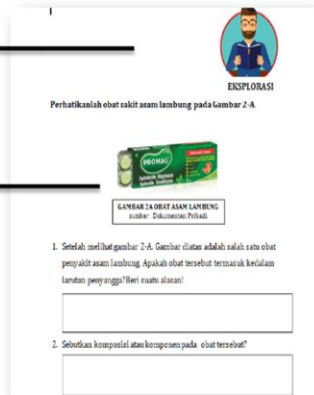 EKSPLORASI
Perhatikanlah obat sakit asam lambung pada Gambar 2-A.
PROMAG
GAMBAR 2A OBAT ASAM LAMBUNG
sumber : Dokumentasi Pribadi
1. Setelah melihat gambar 2-A. Gambar diatas adalah salah satu obat
penyakit asam lambung. Apakah obat tersebut termasuk kedalam
larutan penyangga? Beri suatu alasan!
2. Sebutkan komposisi atau komponen pada obat tersebut?